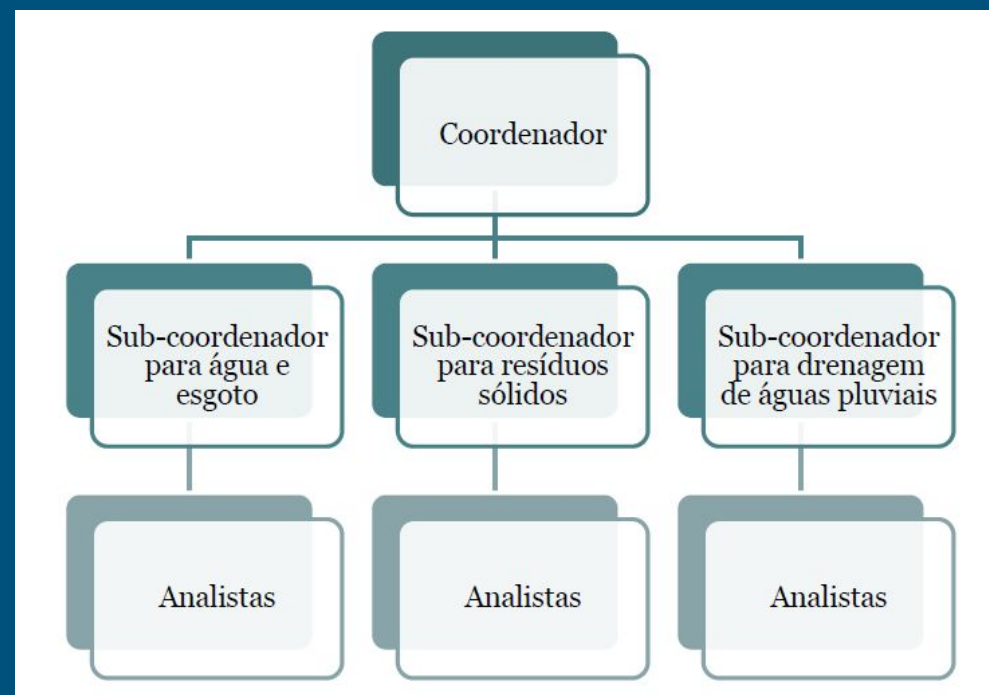 Coordenador
Sub-coordenador
para água e
esgoto
Sub-coordenador
para resíduos
sólidos
Sub-coordenador
para drenagem
de águas pluviais
Analistas
Analistas
Analistas